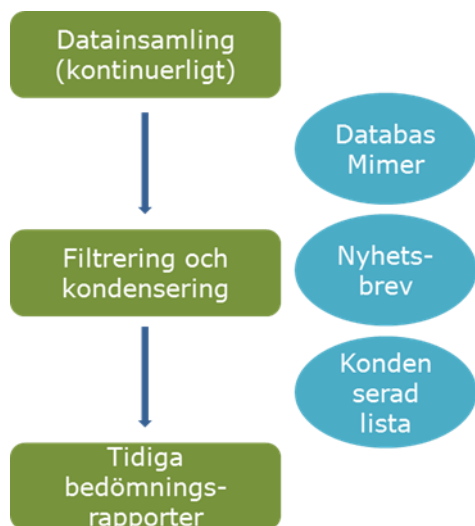 Datainsamling
(kontinuerligt)
Databas
Mimer
Filtrering och
kondensering
Nyhets-
brev
Konden
serad
lista
Tidiga
bedömnings-
rapporter